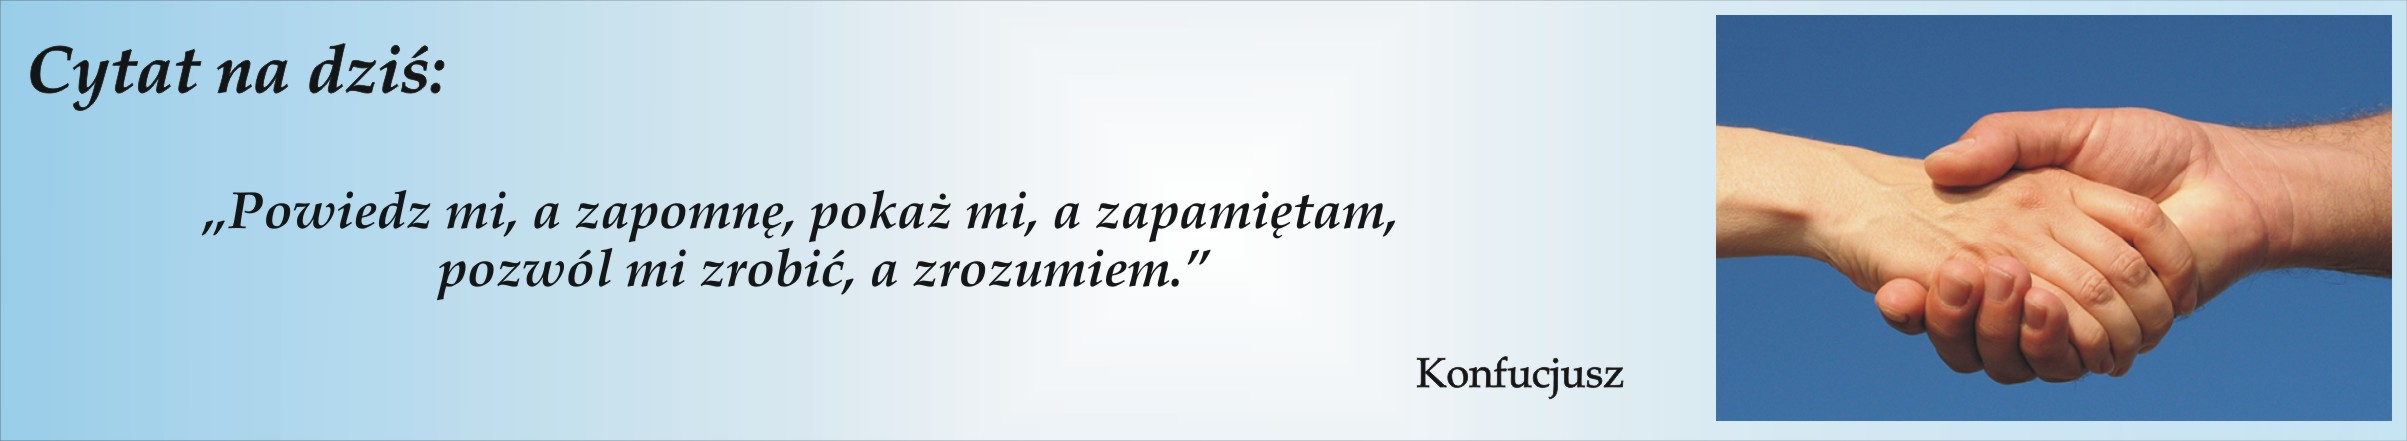 Cytat na dziś:
„Powiedz mi, a zapomnę, pokaż mi, a zapamiętam,
pozwól mi zrobić, a zrozumiem.”
Konfucjusz